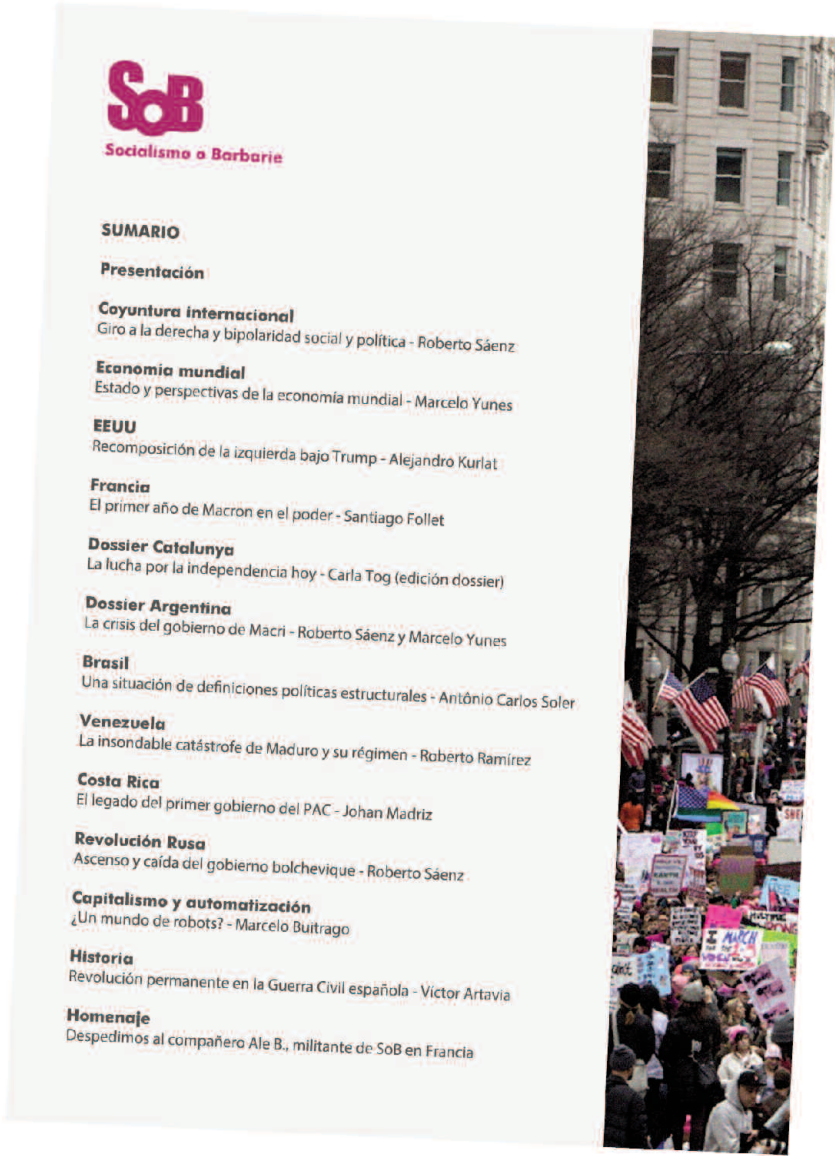 SoB
Socialismo o Barbarie
SUMARIO
Presentación
Coyuntura internacional
Giro a la derecha y bipolaridad social y política - Roberto Sáenz
Economía mundial
Estado y perspectivas de la economía mundial - Marcelo Yunes
EEUU
Recomposición de la izquierda bajo Trump - Alejandro Kurlat
Francia
El primer año de Macron en el poder - Santiago Follet
Dossier Catalunya
La lucha por la independencia hoy - Carla Tog (edición dossier)
Dossier Argentina
La crisis del gobierno de Macri - Roberto Sáenz y Marcelo Yunes
Brasil
Una situación de definiciones políticas estructurales - Antônio Carlos Soler
Venezuela
La insondable catástrofe de Maduro y su régimen - Roberto Ramírez
Costa Rica
El legado del primer gobierno del PAC - Johan Madriz
Revolución Rusa
Ascenso y caída del gobierno bolchevique - Roberto Sáenz
Capitalismo y automatización
¿Un mundo de robots? - Marcelo Buitrago
Historia
Revolución permanente en la Guerra Civil española - Víctor Artavia
Homenaje
Despedimos al compañero Ale B., militante de SoB en Francia
I MARCH